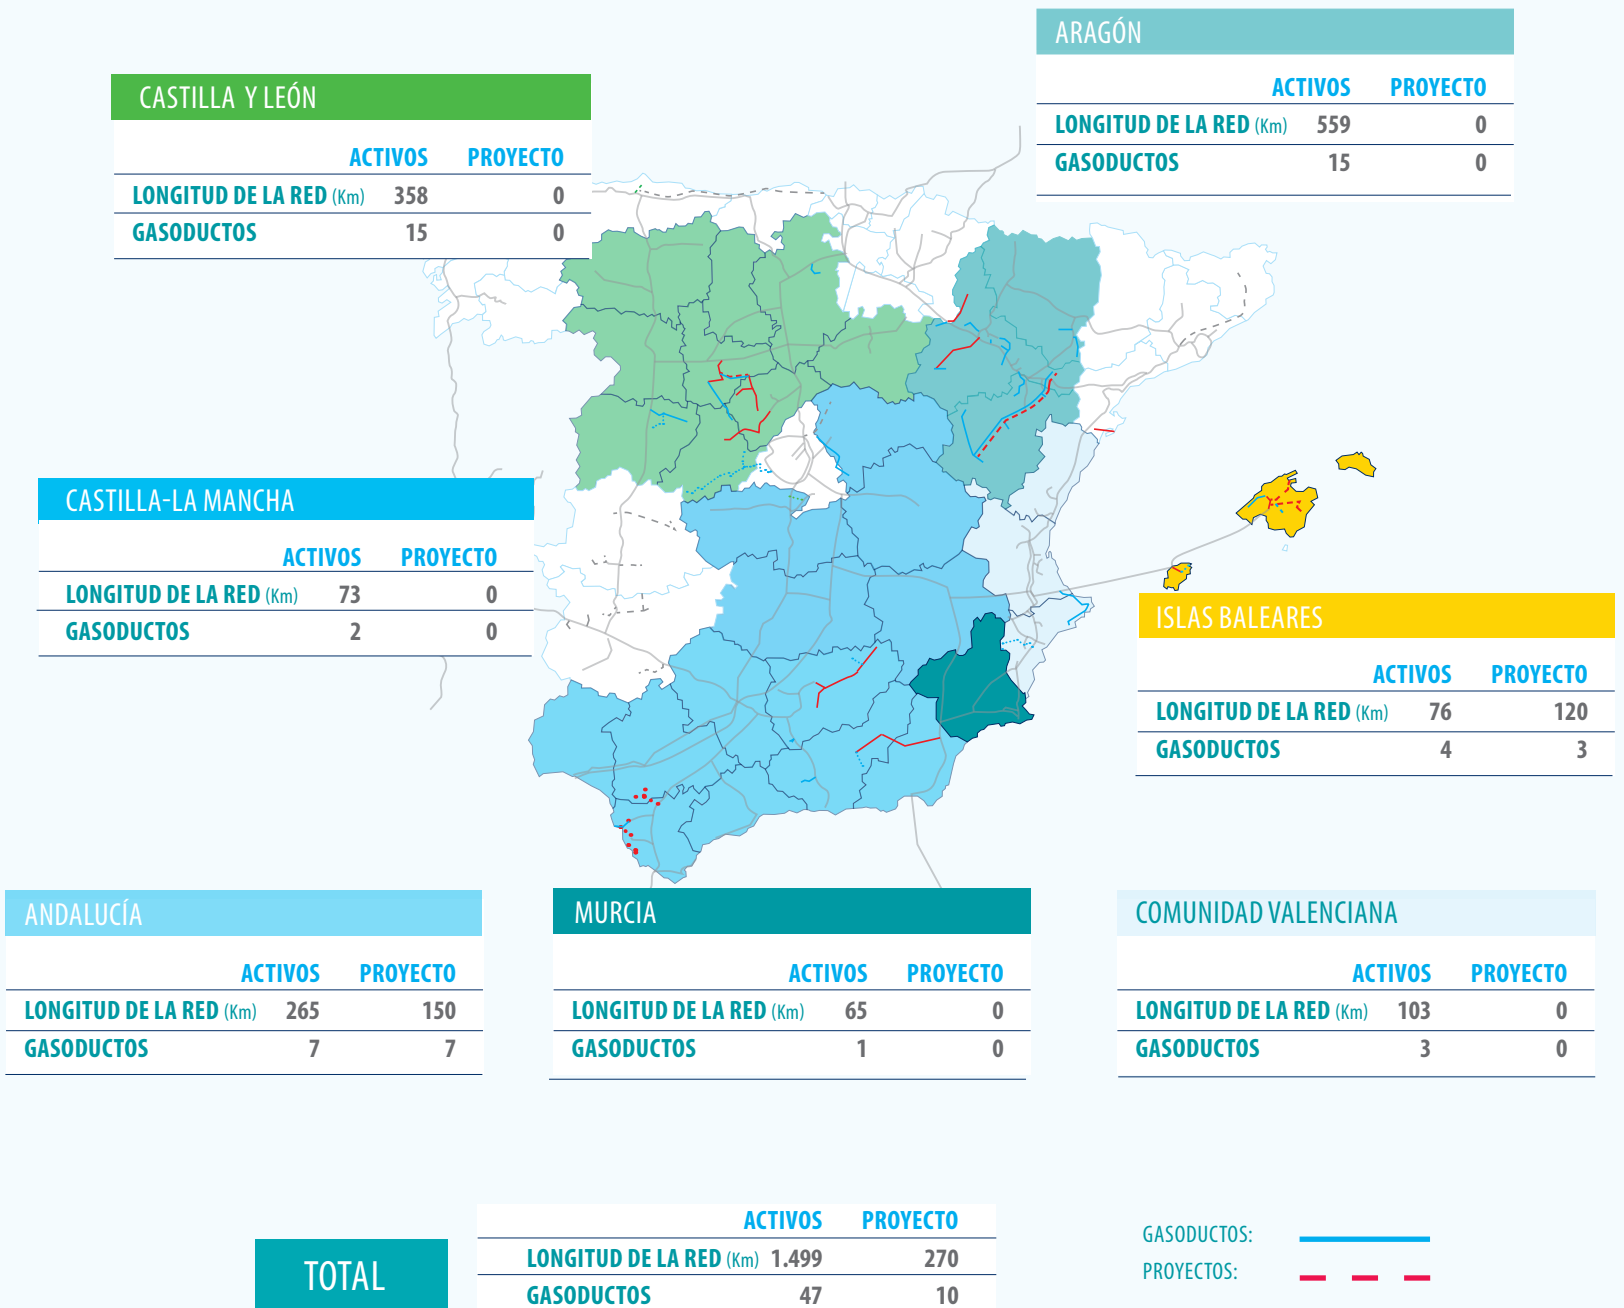 ARAGÓN
ACTIVOS PROYECTO
LONGITUD DE LA RED (Km) 559 0
GASODUCTOS 15 0
CASTILLA Y LEÓN
ACTIVOS PROYECTO
LONGITUD DE LA RED (Km) 358 0
GASODUCTOS 15 0
CASTILLA-LA MANCHA
ACTIVOS PROYECTO
LONGITUD DE LA RED (Km) 73 0
GASODUCTOS 2 0
ISLAS BALEARES
ACTIVOS PROYECTO
LONGITUD DE LA RED (Km) 76 120
GASODUCTOS 4 3
ANDALUCÍA
ACTIVOS PROYECTO
LONGITUD DE LA RED (Km) 265 150
GASODUCTOS 7 7
MURCIA
ACTIVOS PROYECTO
LONGITUD DE LA RED (Km) 65 0
GASODUCTOS 1 0
COMUNIDAD VALENCIANA
ACTIVOS PROYECTO
LONGITUD DE LA RED (Km) 103 0
GASODUCTOS 3 0
TOTAL
ACTIVOS PROYECTO
LONGITUD DE LA RED (Km) 1.499 270
GASODUCTOS 47 10
GASODUCTOS:
PROYECTOS: